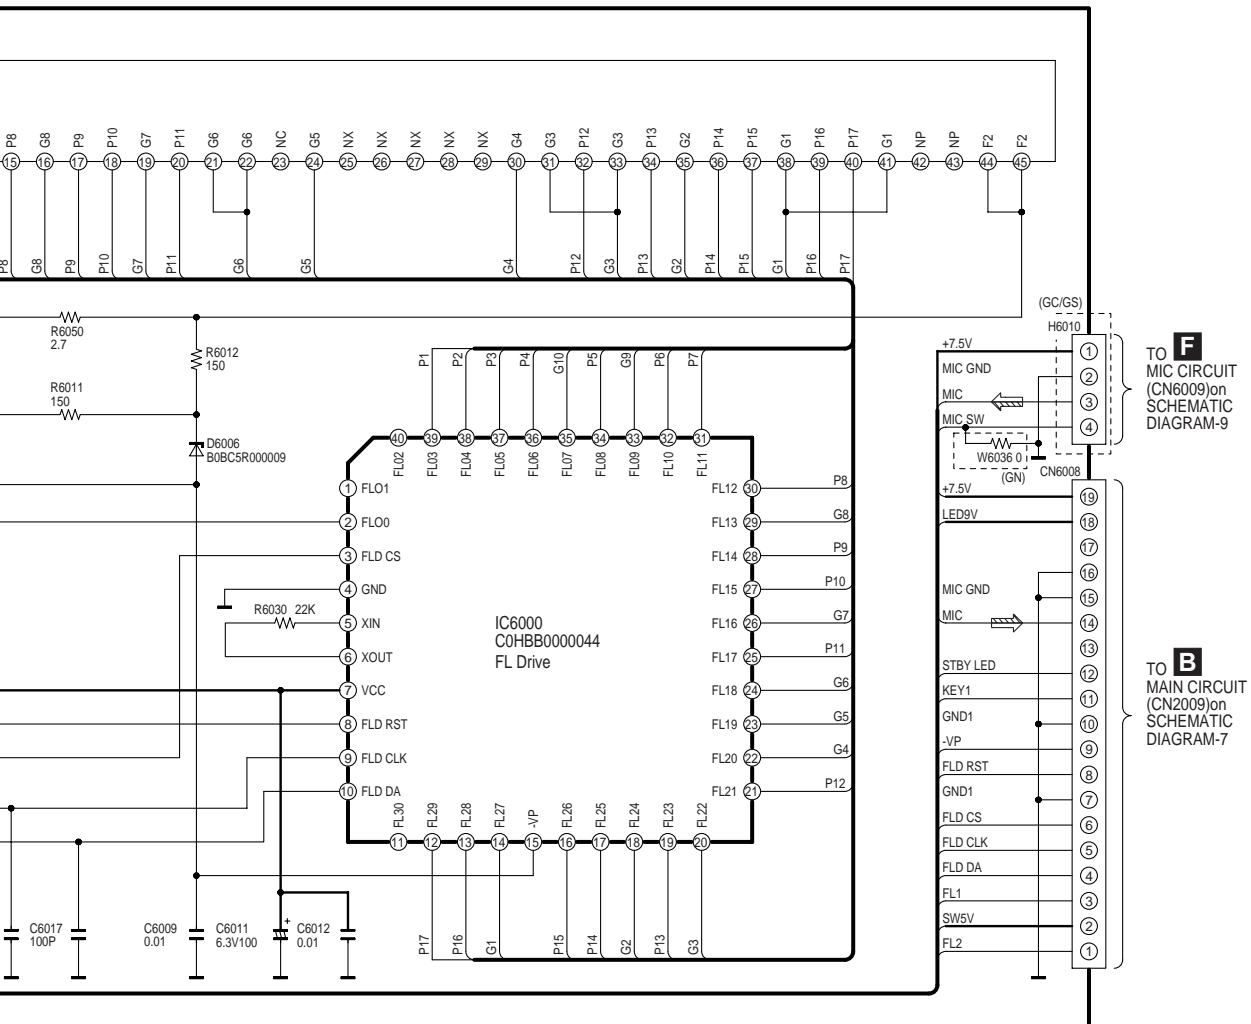 P8 G8 P9 P10 G7 P11 G6 G6 NC G5 NX NX NX NX NX G4 G3 P12 G3 P13 G2 P14 P15 G1 P16 P17 G1 NP NP F2 F2
15 16 17 18 19 20 21 22 23 24 25 26 27 28 29 30 31 32 33 34 35 36 37 38 39 40 41 42 43 44 45
P8 G8 P9 P10 G7 P11 G6 G5 G4 P12 G3 P13 G2 P14 P15 G1 P16 P17
R6050
2.7
R6012
150
R6011
150
D6006
B0BC5R000009
P1 P2 P3 P4 G10 P5 G9 P6 P7
40 39 38 37 36 35 34 33 32 31
FL02 FL03 FL04 FL05 FL06 FL07 FL08 FL09 FL10 FL11
1 FLO1
2 FLO0
3 FLD CS
4 GND
5 XIN
6 XOUT
7 VCC
8 FLD RST
9 FLD CLK
10 FLD DA
R6030 22K
IC6000
C0HBB0000044
FL Drive
FL12 30 P8
FL13 29 G8
FL14 28 P9
FL15 27 P10
FL16 26 G7
FL17 25 P11
FL18 24 G6
FL19 23 G5
FL20 22 G4
FL21 21 P12
FL30 FL29 FL28 FL27 -VP FL26 FL25 FL24 FL23 FL22
11 12 13 14 15 16 17 18 19 20
P17 P16 G1 P15 P14 G2 P13 G3
C6017
100P
C6009
0.01
C6011
6.3V100
+
C6012
0.01
(GC/GS)
H6010
+7.5V 1
MIC GND 2
MIC 3
MIC SW 4
W6036 0
(GN)
TO F
MIC CIRCUIT
(CN6009)on
SCHEMATIC
DIAGRAM-9
CN6008
+7.5V 19
LED9V 18
17
16
MIC GND 15
MIC 14
13
STBY LED 12
KEY1 11
GND1 10
-VP 9
FLD RST 8
GND1 7
FLD CS 6
FLD CLK 5
FLD DA 4
FL1 3
SW5V 2
FL2 1
TO B
MAIN CIRCUIT
(CN2009)on
SCHEMATIC
DIAGRAM-7